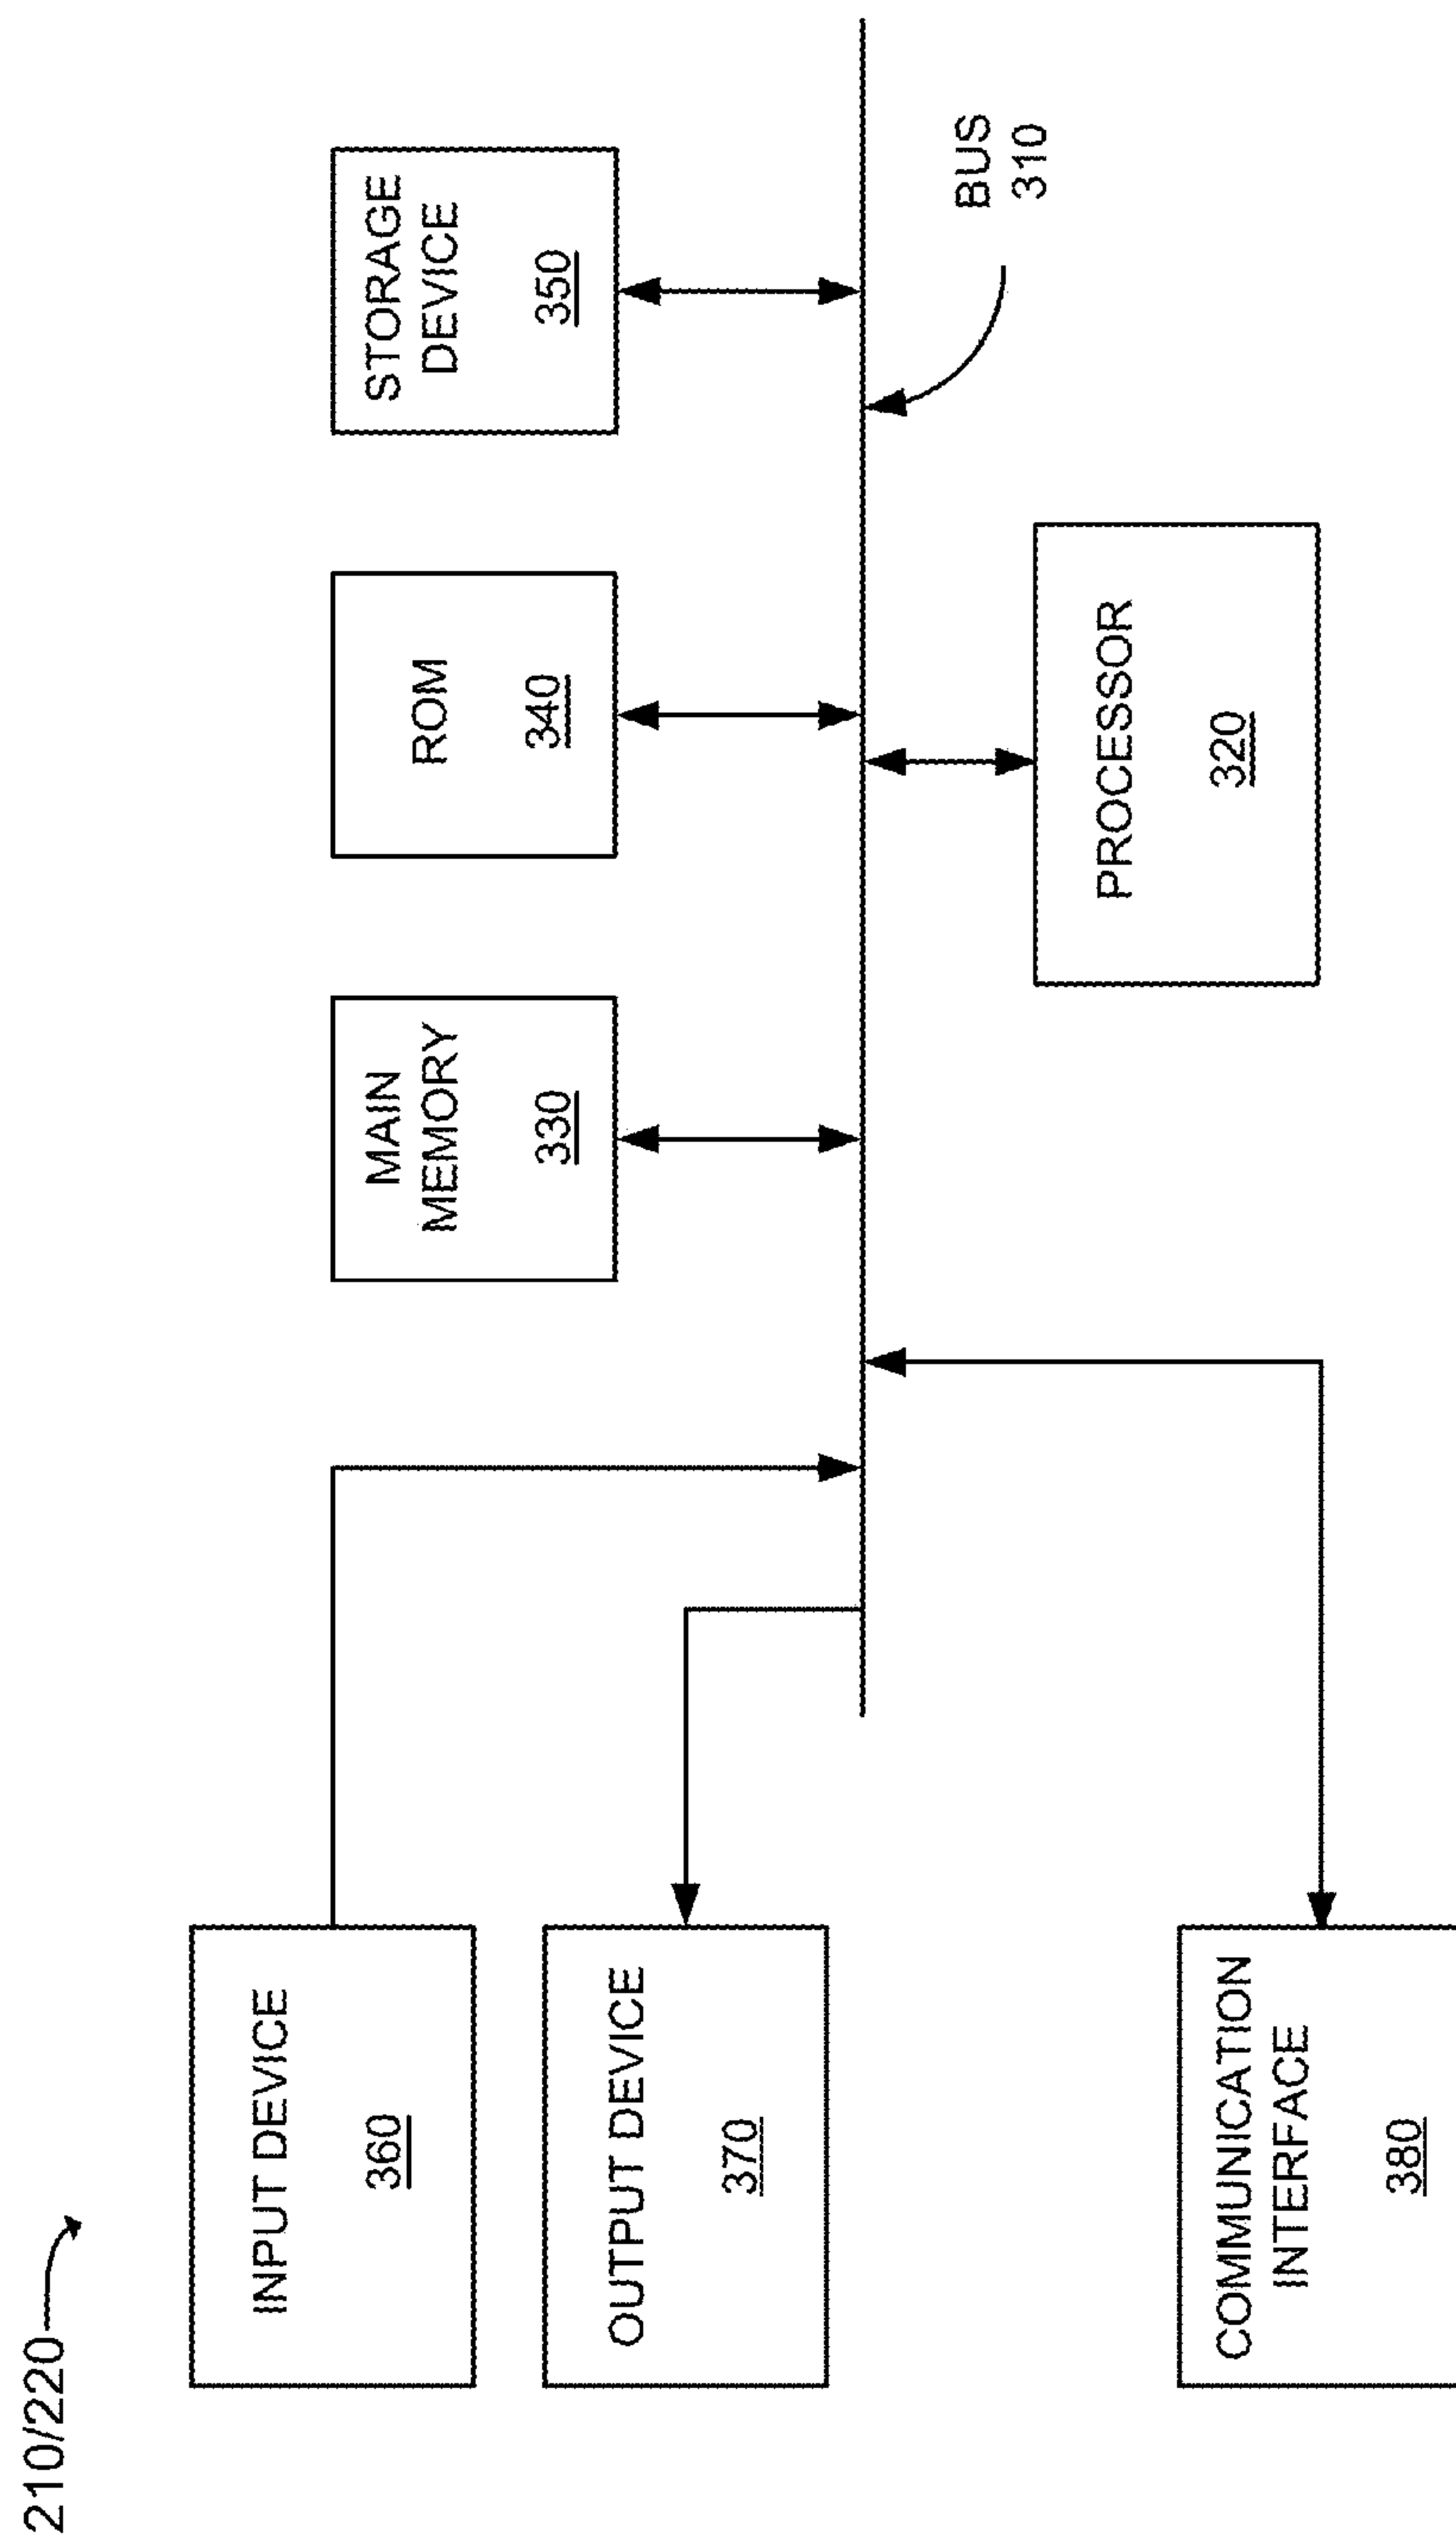 210/220
INPUT DEVICE
360
OUTPUT DEVICE
370
COMMUNICATION
INTERFACE
380
MAIN
MEMORY
330
ROM
340
STORAGE
DEVICE
350
PROCESSOR
320
BUS
310